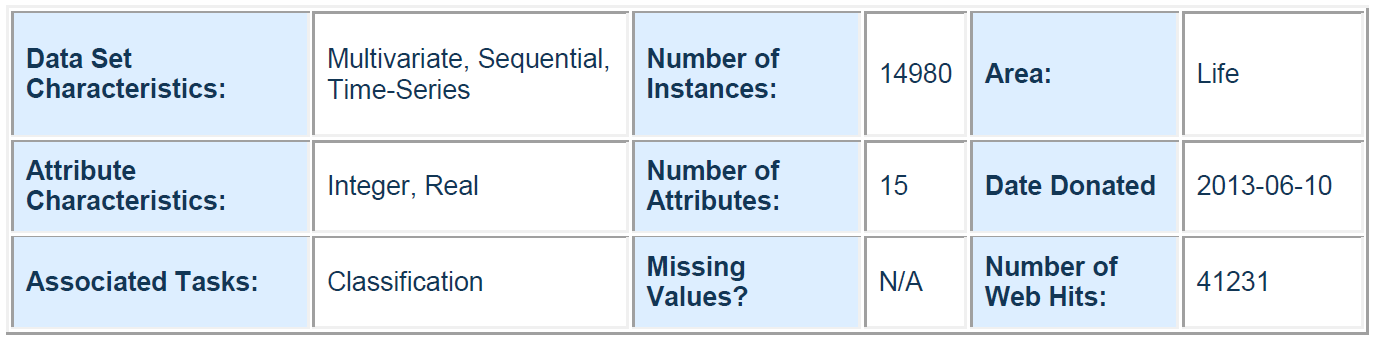 Data Set
Characteristics:
Multivariate, Sequential,
Time-Series
Number of
Instances:
14980
Area:
Life
Attribute
Characteristics:
Integer, Real
Number of
Attributes:
15
Date Donated
2013-06-10
Associated Tasks:
Classification
Missing
Values?
N/A
Number of
Web Hits:
41231